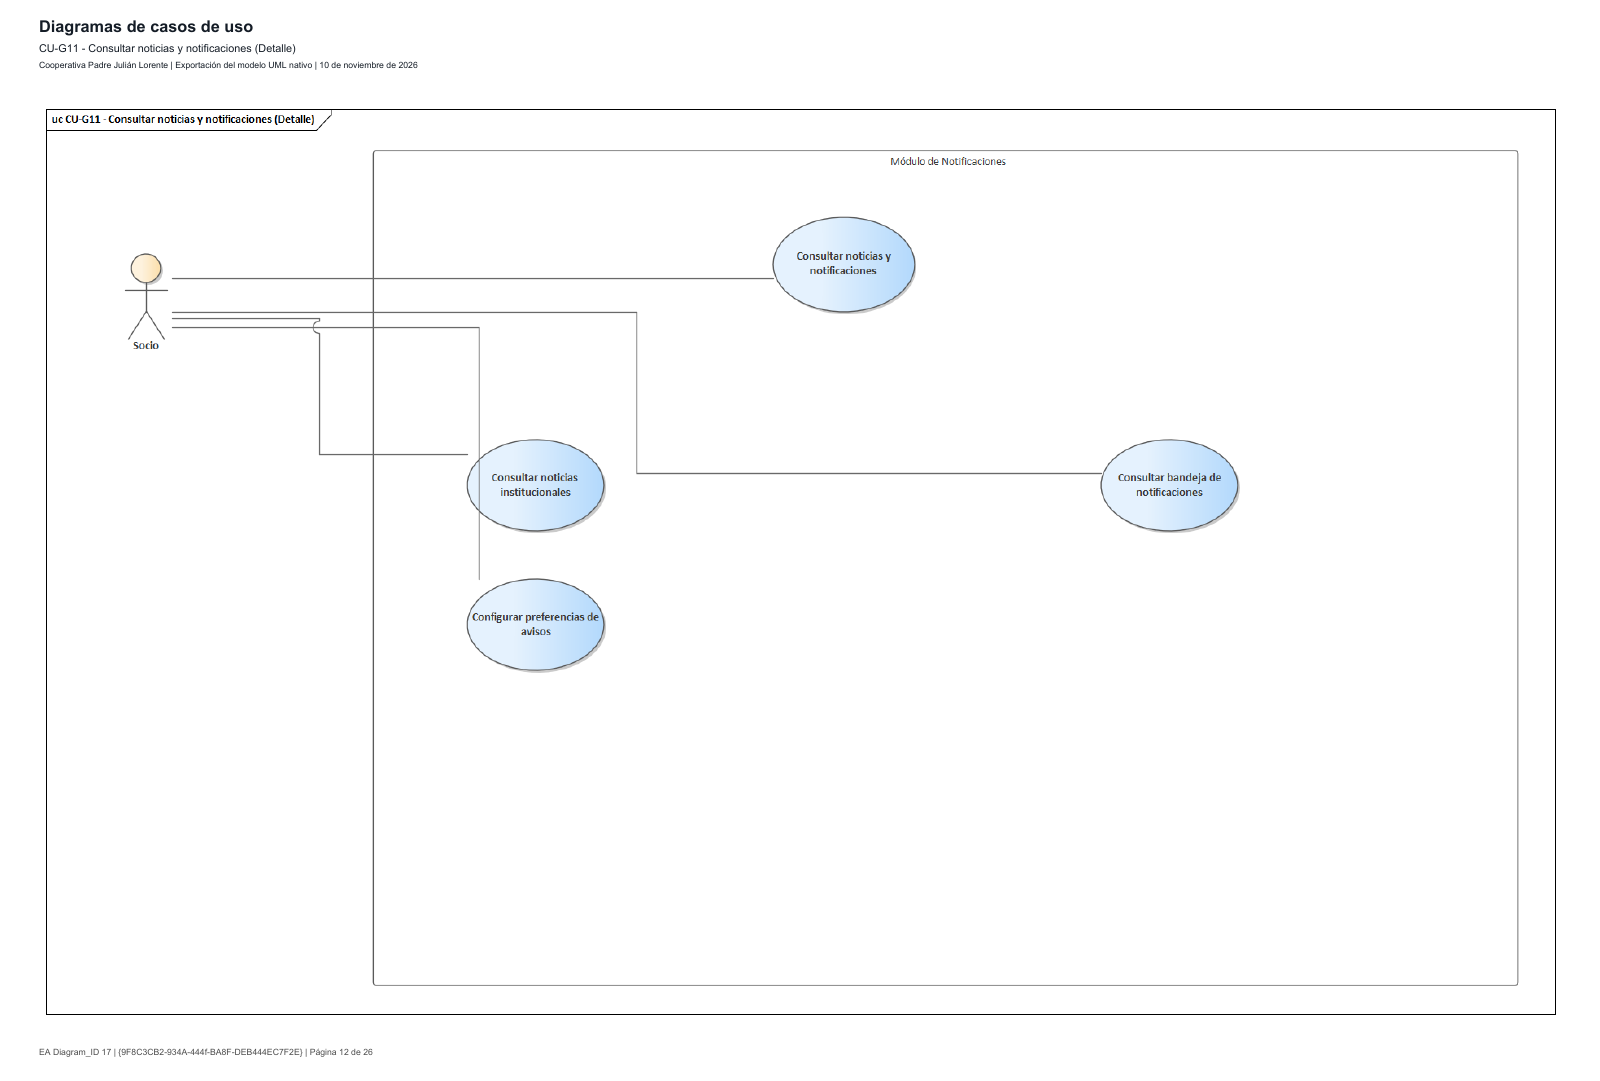 Diagramas de casos de uso
CU-G11 - Consultar noticias y notificaciones (Detalle)
Cooperativa Padre Julián Lorente | Exportación del modelo UML nativo | 10 de noviembre de 2026
uc CU-G11 - Consultar noticias y notificaciones (Detalle)
Módulo de Notificaciones
Consultar noticias y
notificaciones
Socio
Consultar noticias
institucionales
Consultar bandeja de
notificaciones
Configurar preferencias de
avisos
EA Diagram_ID 17 | {9F8C3CB2-934A-444f-BA8F-DEB444EC7F2E} | Página 12 de 26